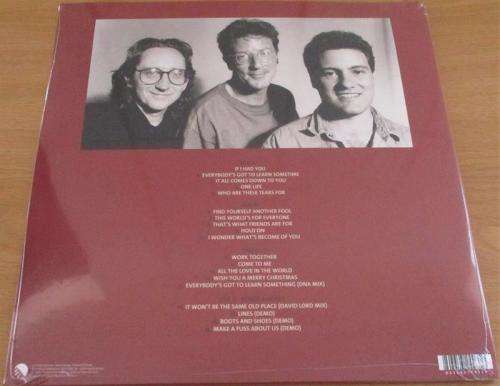 IF I HAD YOU
EVERYBODY'S GOT TO LEARN SOMETIME
IT ALL COMES DOWN TO YOU
ONE LIFE
WHO ARE THESE TEARS FOR
FIND YOURSELF ANOTHER FOOL
THIS WORLD'S FOR EVERYONE
THAT'S WHAT FRIENDS ARE FOR
HOLD ON
I WONDER WHAT'S BECOME OF YOU
WORK TOGETHER
COME TO ME
ALL THE LOVE IN THE WORLD
WISH YOU A MERRY CHRISTMAS
EVERYBODY'S GOT TO LEARN SOMETHING (DNA MIX)
IT WON'T BE THE SAME OLD PLACE (DAVID LORD MIX)
LINES (DEMO)
ROOTS AND SHOES (DEMO)
MAKE A FUSS ABOUT US (DEMO)